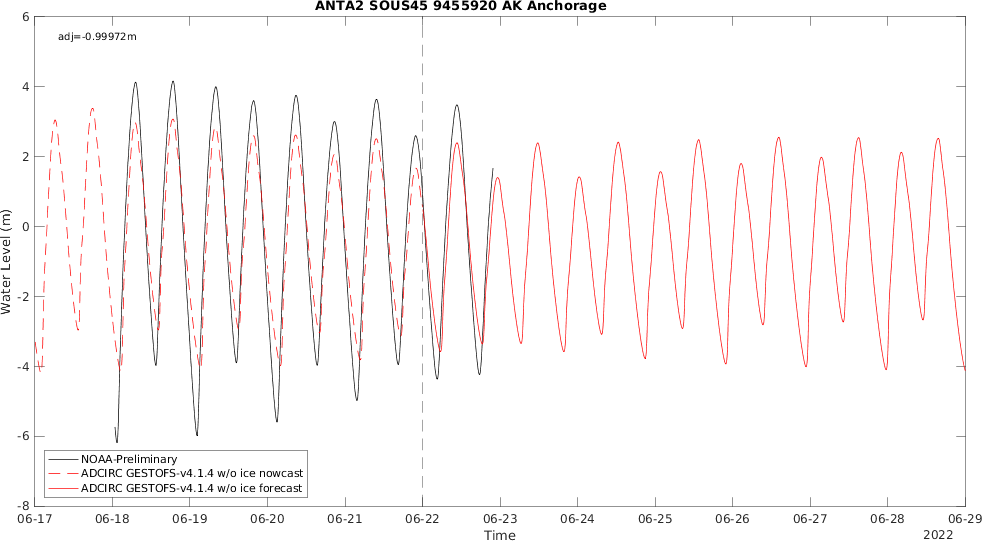 ANTA2 SOUS45 9455920 AK Anchorage
adj=-0.99972m
6
4
2
0
-2
-4
-6
-8
Water Level (m)
NOAA-Preliminary
ADCIRC GESTOFS-v4.1.4 w/o ice nowcast
ADCIRC GESTOFS-v4.1.4 w/o ice forecast
06-17 06-18 06-19 06-20 06-21 06-22 06-23 06-24 06-25 06-26 06-27 06-28 06-29
Time
2022